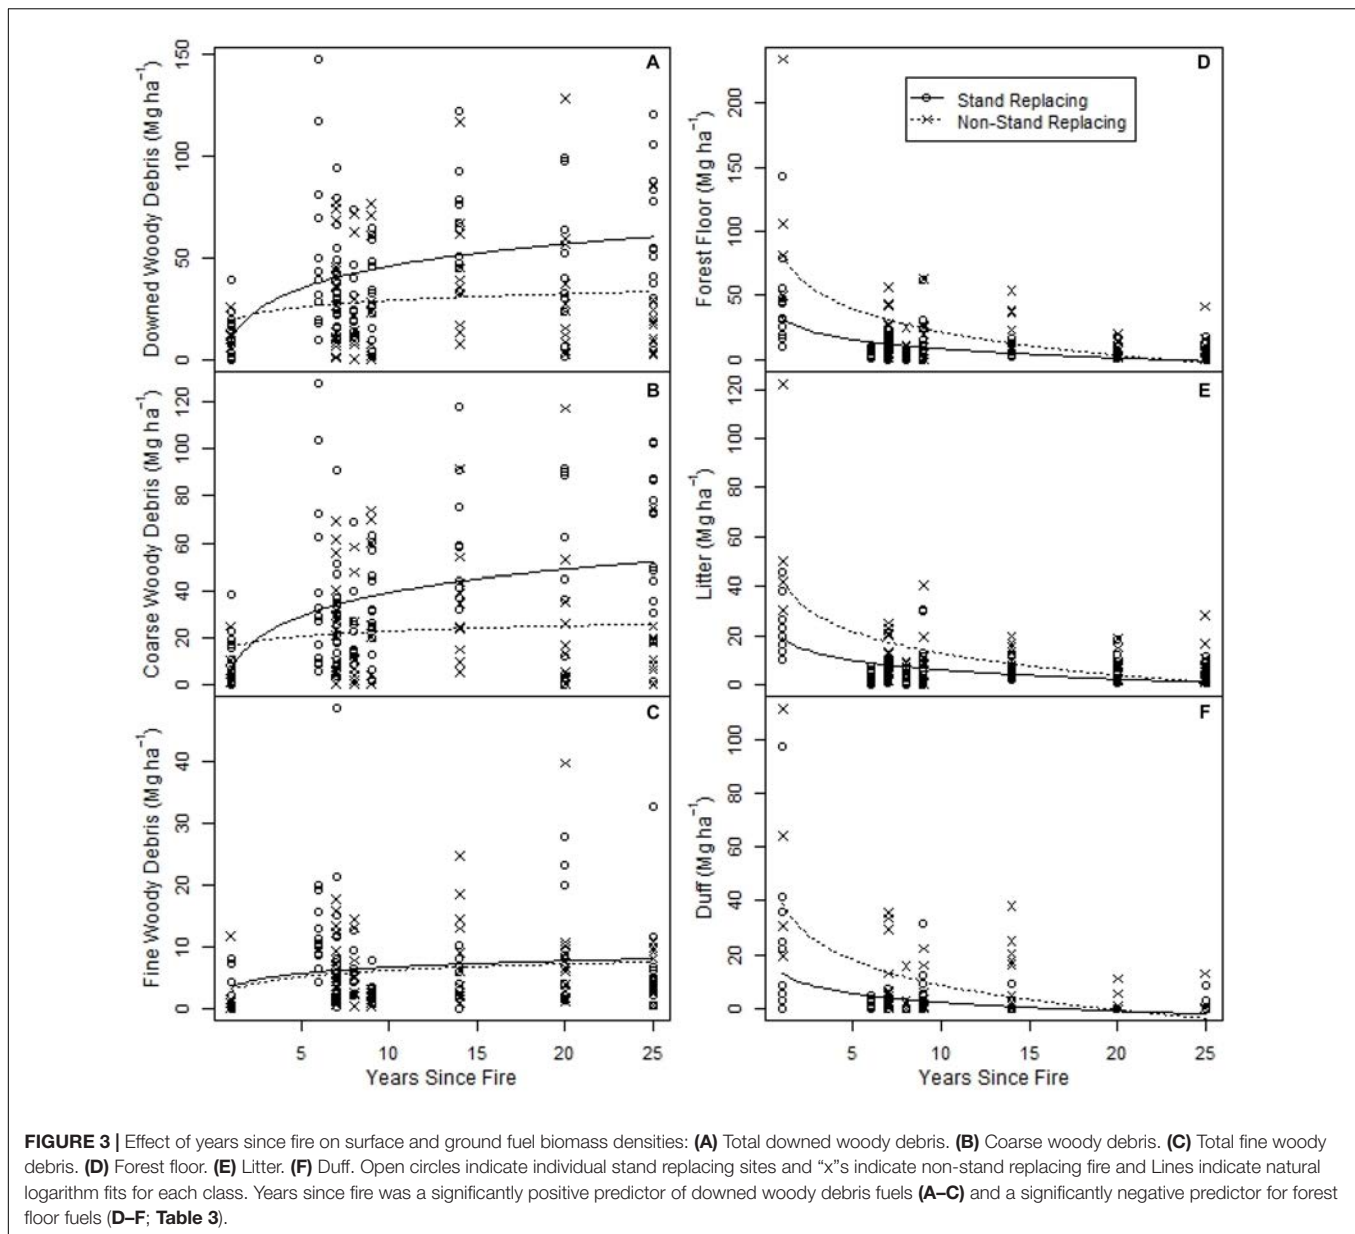 A
Downed Woody Debris (Mg ha⁻¹)
0 50 100 150
B
Coarse Woody Debris (Mg ha⁻¹)
0 20 40 60 80 100 120
C
Fine Woody Debris (Mg ha⁻¹)
0 10 20 30 40
5 10 15 20 25
Years Since Fire
D
Stand Replacing
Non-Stand Replacing
Forest Floor (Mg ha⁻¹)
0 50 100 150 200
E
Litter (Mg ha⁻¹)
0 20 40 60 80 100 120
F
Duff (Mg ha⁻¹)
0 20 40 60 80 100
5 10 15 20 25
Years Since Fire
FIGURE 3 | Effect of years since fire on surface and ground fuel biomass densities: (A) Total downed woody debris. (B) Coarse woody debris. (C) Total fine woody
debris. (D) Forest floor. (E) Litter. (F) Duff. Open circles indicate individual stand replacing sites and “x”s indicate non-stand replacing fire and Lines indicate natural
logarithm fits for each class. Years since fire was a significantly positive predictor of downed woody debris fuels (A–C) and a significantly negative predictor for forest
floor fuels (D–F; Table 3).